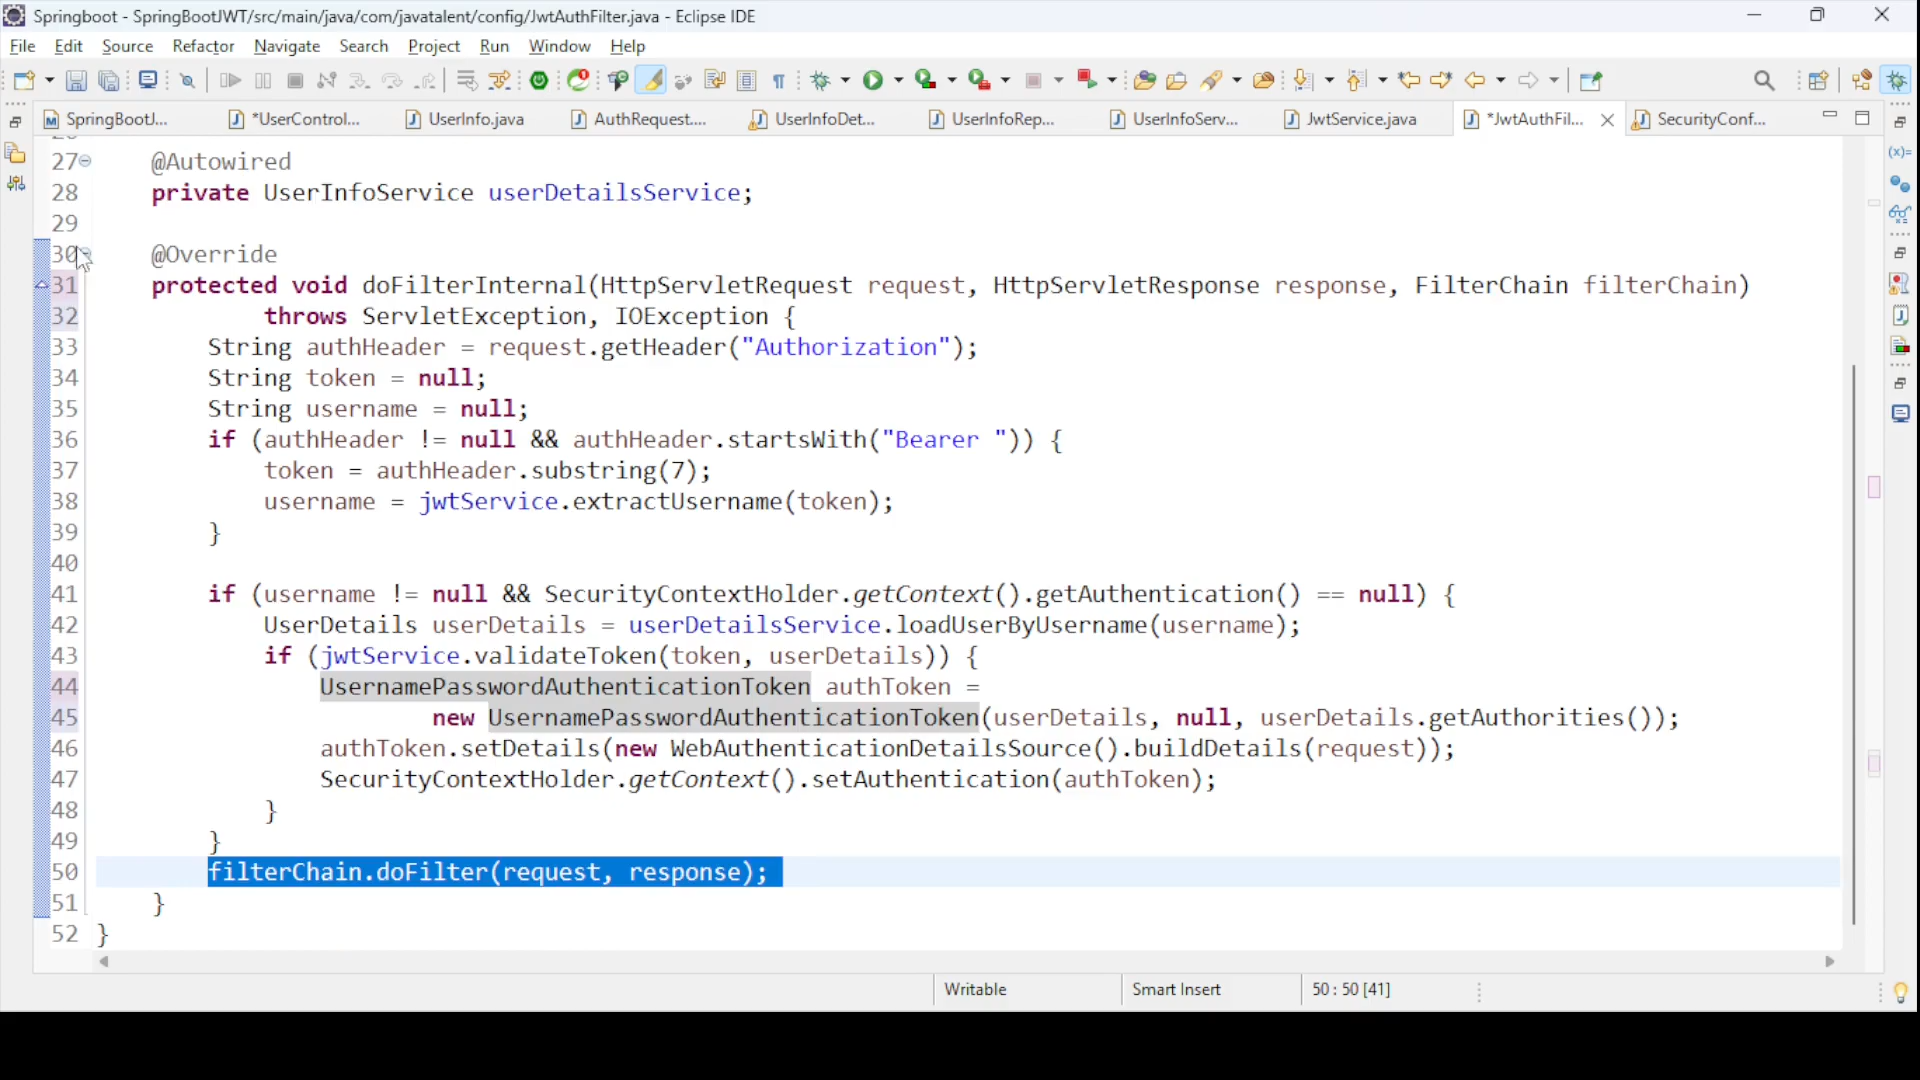 Springboot - SpringBootJWT/src/main/java/com/javatalent/config/JwtAuthFilter.java - Eclipse IDE
File Edit Source Refactor Navigate Search Project Run Window Help
SpringBootJ... *UserControl... UserInfo.java AuthRequest.... UserInfoDet... UserInfoRep... UserInfoServ... JwtService.java *JwtAuthFil... SecurityConf...
27 @Autowired
28 private UserInfoService userDetailsService;
29
30 @Override
31 protected void doFilterInternal(HttpServletRequest request, HttpServletResponse response, FilterChain filterChain)
32 throws ServletException, IOException {
33 String authHeader = request.getHeader("Authorization");
34 String token = null;
35 String username = null;
36 if (authHeader != null && authHeader.startsWith("Bearer ")) {
37 token = authHeader.substring(7);
38 username = jwtService.extractUsername(token);
39 }
40
41 if (username != null && SecurityContextHolder.getContext().getAuthentication() == null) {
42 UserDetails userDetails = userDetailsService.loadUserByUsername(username);
43 if (jwtService.validateToken(token, userDetails)) {
44 UsernamePasswordAuthenticationToken authToken =
45 new UsernamePasswordAuthenticationToken(userDetails, null, userDetails.getAuthorities());
46 authToken.setDetails(new WebAuthenticationDetailsSource().buildDetails(request));
47 SecurityContextHolder.getContext().setAuthentication(authToken);
48 }
49 }
50 filterChain.doFilter(request, response);
51 }
52 }
Writable Smart Insert 50 : 50 [41]